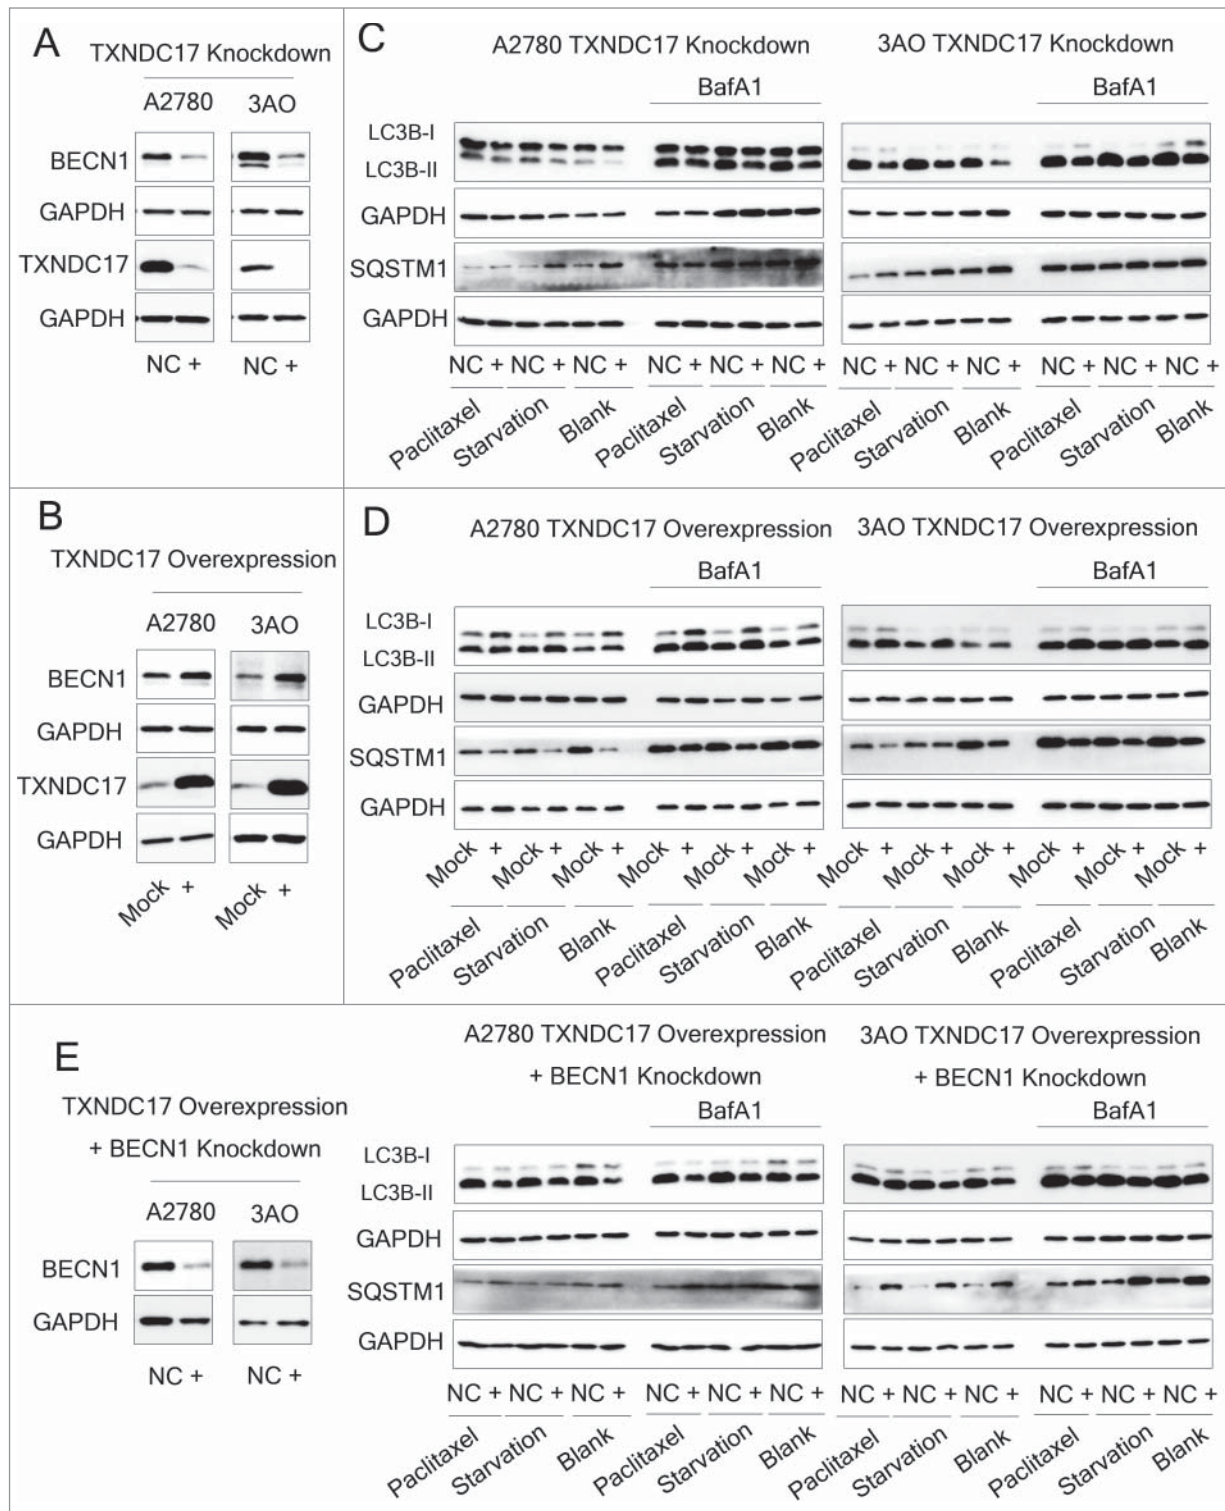 A
TXNDC17 Knockdown
A2780 3AO
BECN1
GAPDH
TXNDC17
GAPDH
NC + NC +
C
A2780 TXNDC17 Knockdown 3AO TXNDC17 Knockdown
BafA1 BafA1
LC3B-I
LC3B-II
GAPDH
SQSTM1
GAPDH
NC + NC + NC + NC + NC + NC + NC + NC + NC + NC + NC + NC +
Paclitaxel Starvation Blank Paclitaxel Starvation Blank Paclitaxel Starvation Blank Paclitaxel Starvation Blank
B
TXNDC17 Overexpression
A2780 3AO
BECN1
GAPDH
TXNDC17
GAPDH
Mock + Mock +
D
A2780 TXNDC17 Overexpression 3AO TXNDC17 Overexpression
BafA1 BafA1
LC3B-I
LC3B-II
GAPDH
SQSTM1
GAPDH
Mock + Mock + Mock + Mock + Mock + Mock + Mock + Mock + Mock + Mock + Mock + Mock +
Paclitaxel Starvation Blank Paclitaxel Starvation Blank Paclitaxel Starvation Blank Paclitaxel Starvation Blank
E
TXNDC17 Overexpression
+ BECN1 Knockdown
A2780 3AO
BECN1
GAPDH
NC + NC +
A2780 TXNDC17 Overexpression 3AO TXNDC17 Overexpression
+ BECN1 Knockdown + BECN1 Knockdown
BafA1 BafA1
LC3B-I
LC3B-II
GAPDH
SQSTM1
GAPDH
NC + NC + NC + NC + NC + NC + NC + NC + NC + NC + NC + NC +
Paclitaxel Starvation Blank Paclitaxel Starvation Blank Paclitaxel Starvation Blank Paclitaxel Starvation Blank